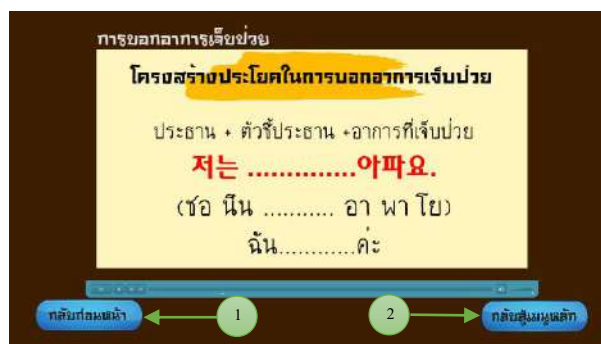 การบอกอาการเจ็บป่วย
โครงสร้างประโยคในการบอกอาการเจ็บป่วย
ประธาน + ตัวชี้ประธาน +อาการที่เจ็บป่วย
저는 ..............아파요.
(ชอ นึน ........... อา พา โย)
ฉัน............ค่ะ
กลับก่อนหน้า
1
2
กลับสู่เมนูหลัก